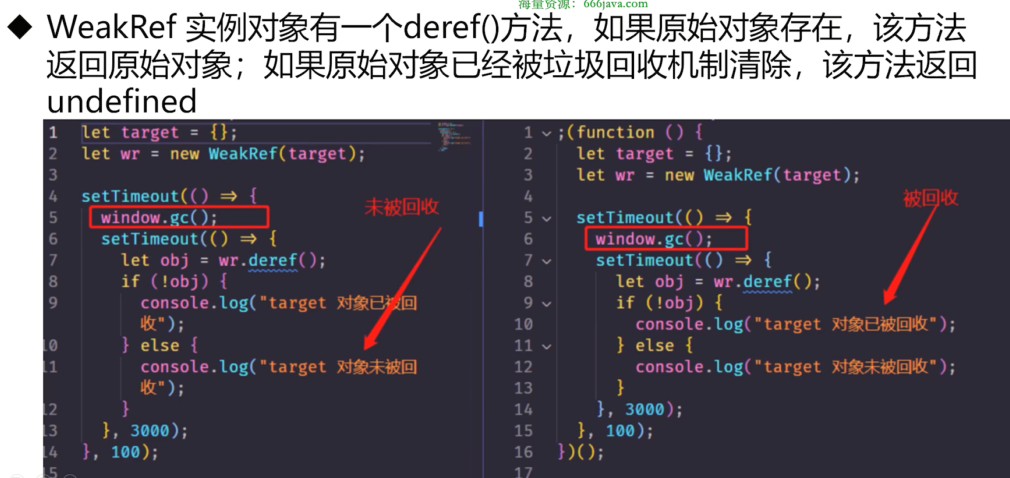 海量资源：666java.com
◆ WeakRef 实例对象有一个deref()方法，如果原始对象存在，该方法
返回原始对象；如果原始对象已经被垃圾回收机制清除，该方法返回
undefined
1 let target = {};
2 let wr = new WeakRef(target);
3
4 setTimeout(() => {
5 window.gc();
6 setTimeout(() => {
7 let obj = wr.deref();
8 if (!obj) {
9 console.log("target 对象已被回
收");
10 } else {
11 console.log("target 对象未被回
收");
12 }
13 }, 3000);
14 }, 100);
15
未被回收
1 ;(function () {
2 let target = {};
3 let wr = new WeakRef(target);
4
5 setTimeout(() => {
6 window.gc();
7 setTimeout(() => {
8 let obj = wr.deref();
9 if (!obj) {
10 console.log("target 对象已被回收");
11 } else {
12 console.log("target 对象未被回收");
13 }
14 }, 3000);
15 }, 100);
16 })();
17
被回收